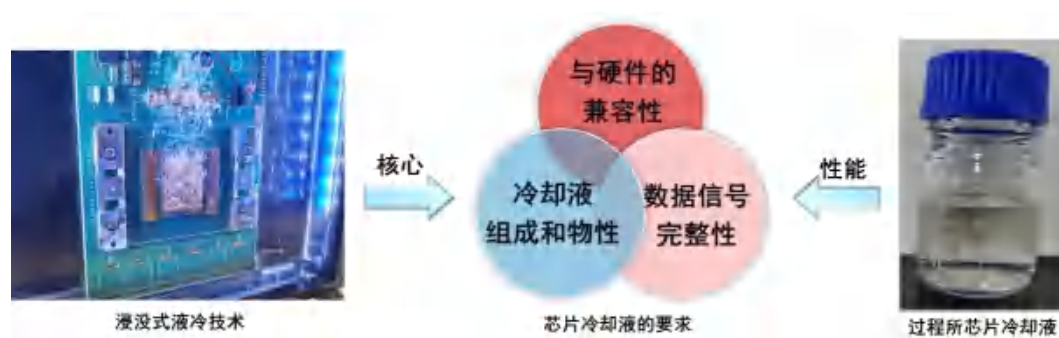 与硬件的
兼容性
核心
冷却液
组成和物性
数据信号
完整性
性能
浸没式液冷技术
芯片冷却液的要求
过程所芯片冷却液